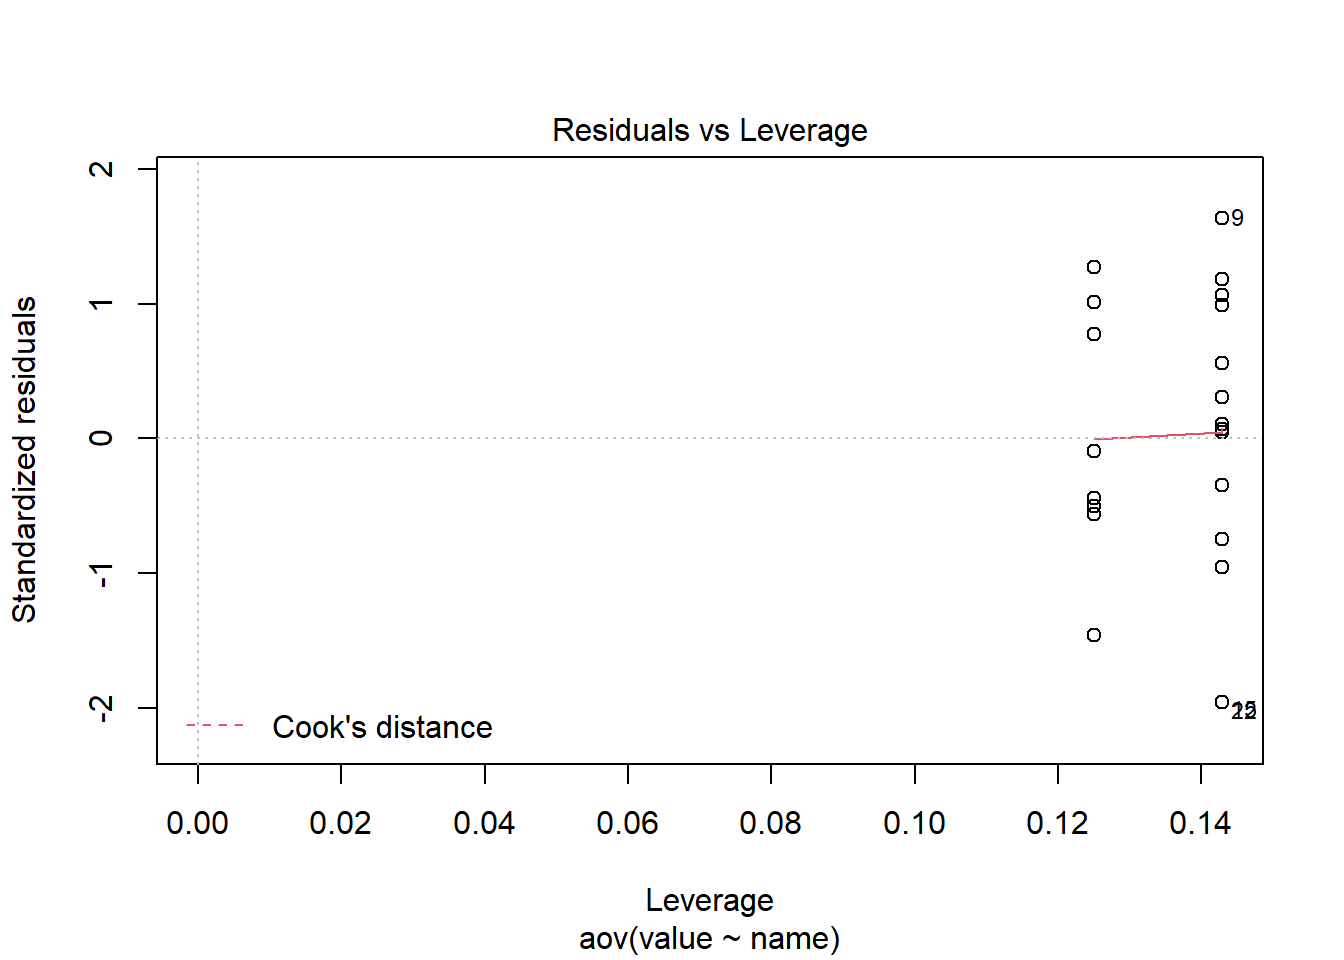 Residuals vs Leverage
Standardized residuals
2
1
0
-1
-2
9
Cook's distance
0.00 0.02 0.04 0.06 0.08 0.10 0.12 0.14
Leverage
aov(value ~ name)